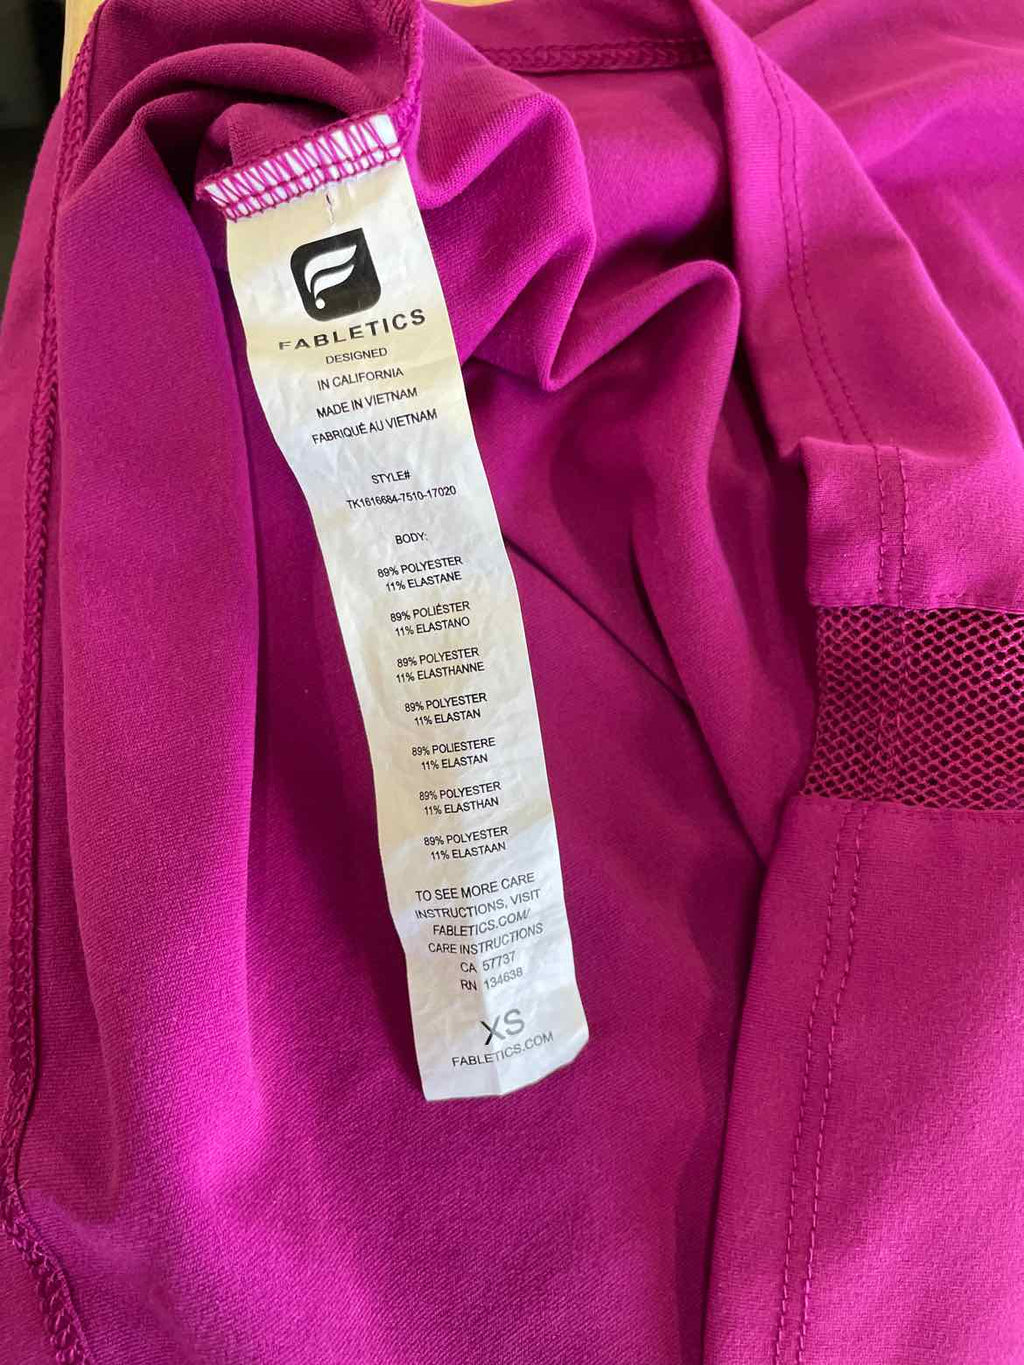 FABLETICS
DESIGNED
IN CALIFORNIA
MADE IN VIETNAM
FABRIQUÉ AU VIETNAM
STYLE#
TK1616684-7510-17020
BODY:
89% POLYESTER
11% ELASTANE
89% POLIÉSTER
11% ELASTANO
89% POLYESTER
11% ELASTHANNE
89% POLYESTER
11% ELASTAN
89% POLIESTERE
11% ELASTAN
89% POLYESTER
11% ELASTHAN
89% POLYESTER
11% ELASTAAN
TO SEE MORE CARE
INSTRUCTIONS, VISIT
FABLETICS.COM/
CARE INSTRUCTIONS
CA 57737
RN 134638
XS
FABLETICS.COM